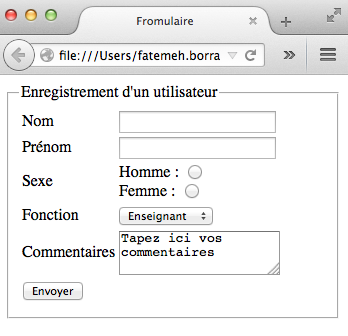 Fromulaire
file:///Users/fatemeh.borra
Enregistrement d'un utilisateur
Nom
Prénom
Sexe
Homme :
Femme :
Fonction
Enseignant
Commentaires
Tapez ici vos
commentaires
Envoyer